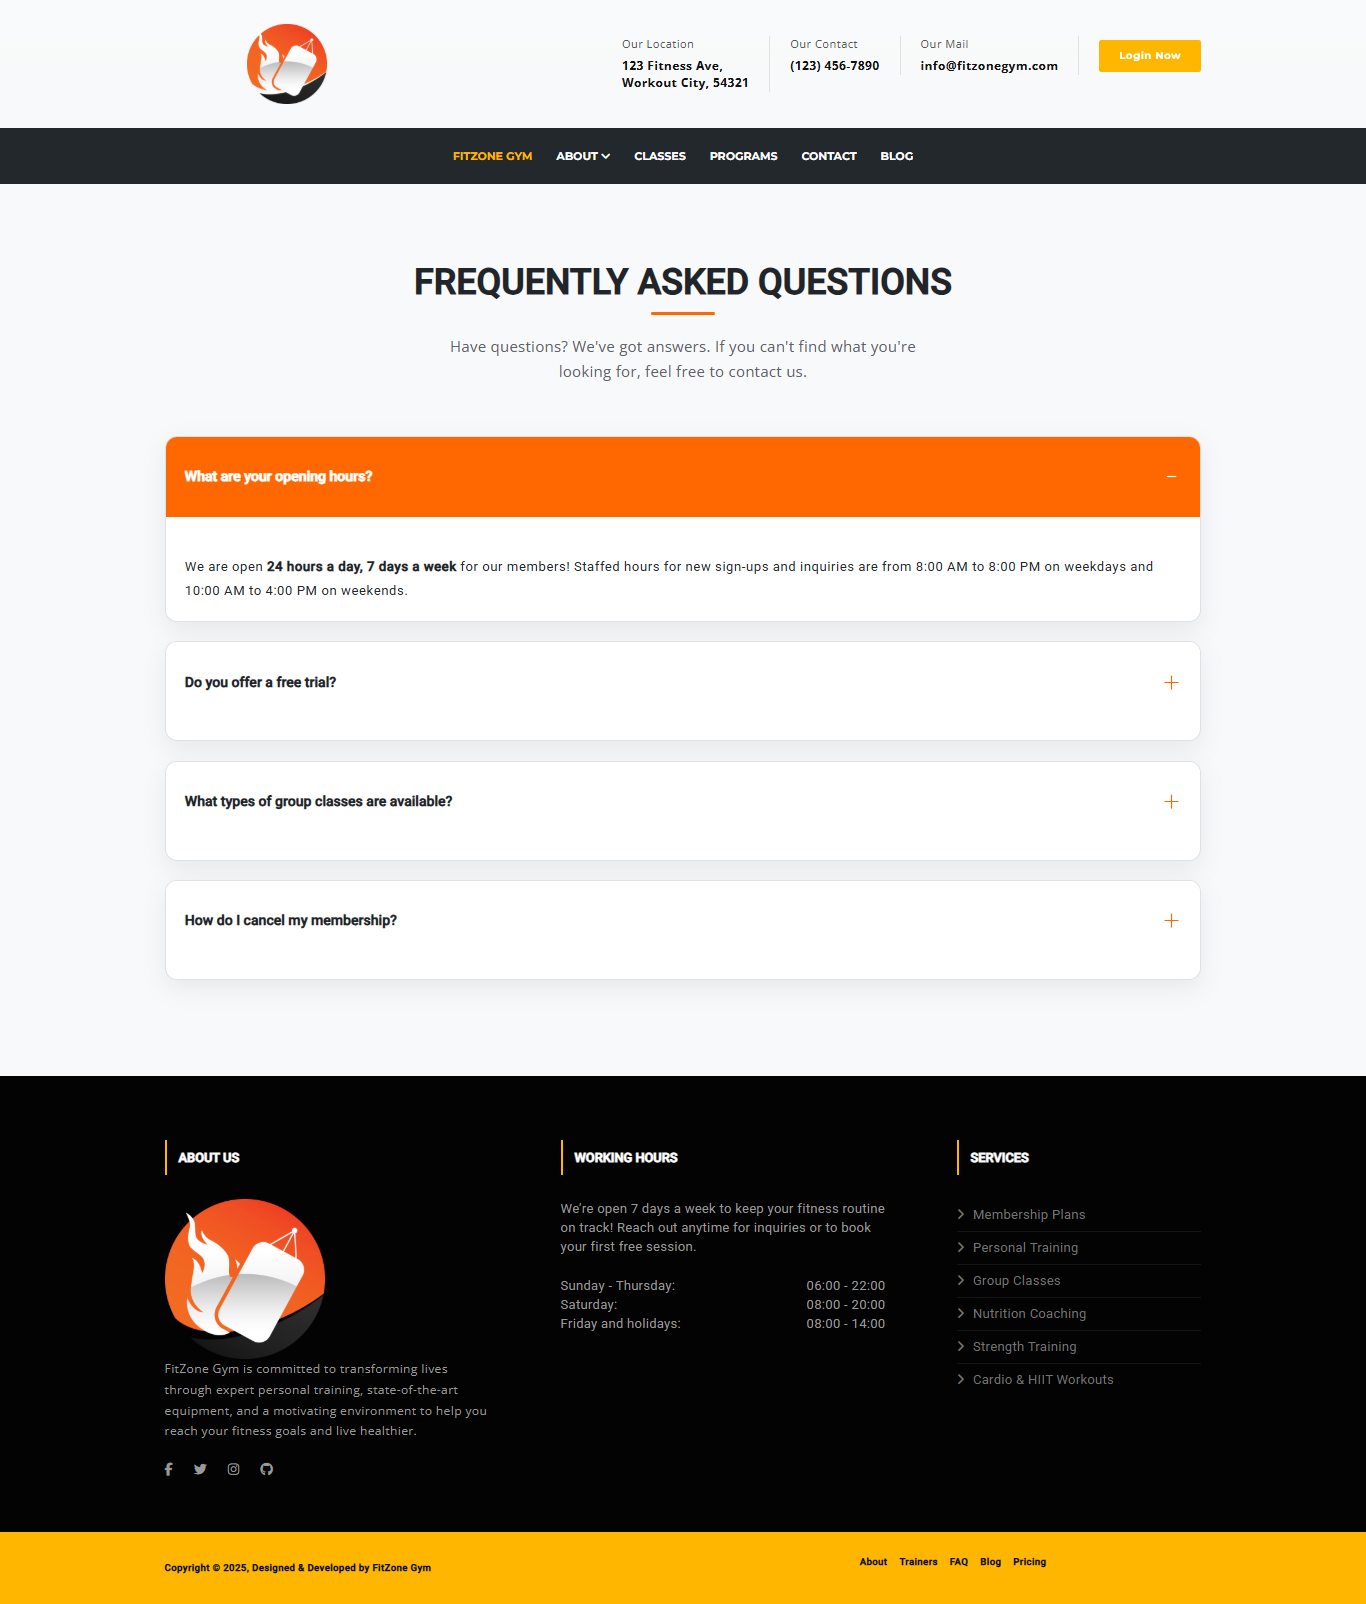 Our Location
123 Fitness Ave,
Workout City, 54321
Our Contact
(123) 456-7890
Our Mail
info@fitzonegym.com
Login Now
FITZONE GYM ABOUT CLASSES PROGRAMS CONTACT BLOG
FREQUENTLY ASKED QUESTIONS
Have questions? We've got answers. If you can't find what you're
looking for, feel free to contact us.
What are your opening hours?
We are open 24 hours a day, 7 days a week for our members! Staffed hours for new sign-ups and inquiries are from 8:00 AM to 8:00 PM on weekdays and
10:00 AM to 4:00 PM on weekends.
Do you offer a free trial?
What types of group classes are available?
How do I cancel my membership?
ABOUT US
FitZone Gym is committed to transforming lives
through expert personal training, state-of-the-art
equipment, and a motivating environment to help you
reach your fitness goals and live healthier.
WORKING HOURS
We’re open 7 days a week to keep your fitness routine
on track! Reach out anytime for inquiries or to book
your first free session.
Sunday - Thursday: 06:00 - 22:00
Saturday: 08:00 - 20:00
Friday and holidays: 08:00 - 14:00
SERVICES
Membership Plans
Personal Training
Group Classes
Nutrition Coaching
Strength Training
Cardio & HIIT Workouts
Copyright © 2025, Designed & Developed by FitZone Gym
About Trainers FAQ Blog Pricing